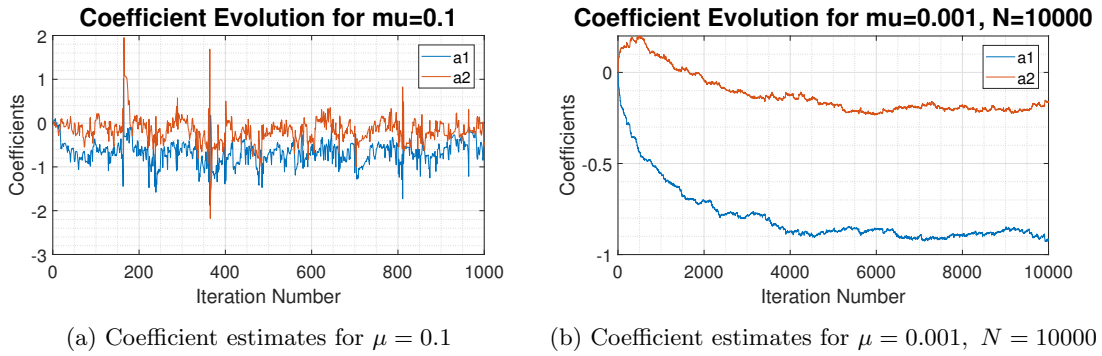 Coefficient Evolution for mu=0.1
2
1
0
-1
-2
-3
Coefficients
a1
a2
0 200 400 600 800 1000
Iteration Number
(a) Coefficient estimates for μ = 0.1
Coefficient Evolution for mu=0.001, N=10000
0
-0.5
-1
Coefficients
a1
a2
0 2000 4000 6000 8000 10000
Iteration Number
(b) Coefficient estimates for μ = 0.001, N = 10000